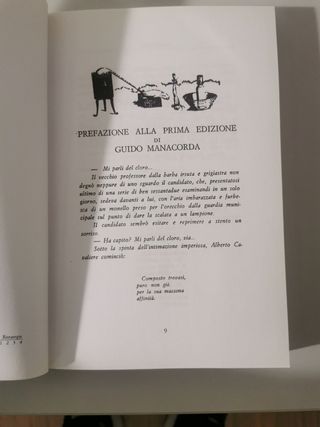 PREFAZIONE ALLA PRIMA EDIZIONE
DI
GUIDO MANACORDA
— Mi parli del cloro...
Il vecchio professore dalla barba irsuta e grigiastra non
degnò neppure di uno sguardo il candidato, che, presentatosi
ultimo di una serie di ben sessantadue esaminandi in un solo
giorno, sedeva davanti a lui, con l'aria imbarazzata e furbe-
sca di un monello preso per l'orecchio dalla guardia muni-
cipale sul punto di dare la scalata a un lampione.
Il candidato sembrò esitare e reprimere a stento un
sorriso.
— Ha capito? Mi parli del cloro, via..
Sotto la spinta dell'intimazione imperiosa, Alberto Ca-
valiere cominciò:
Composto trovasi,
puro non già
per la sua massima
affinità.
9